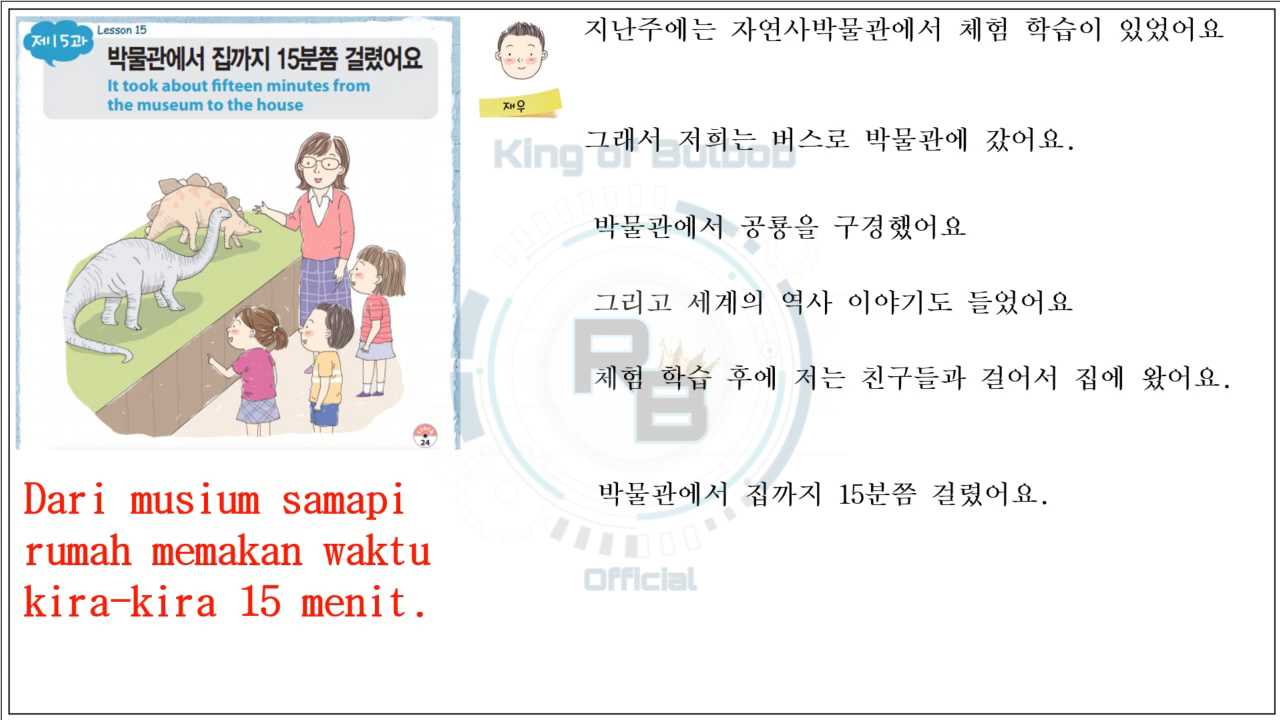 제15과
Lesson 15
박물관에서 집까지 15분쯤 걸렸어요
It took about fifteen minutes from
the museum to the house
24
Dari musium samapi
rumah memakan waktu
kira-kira 15 menit.
재우
지난주에는 자연사박물관에서 체험 학습이 있었어요
그래서 저희는 버스로 박물관에 갔어요.
King of Bulbob
박물관에서 공룡을 구경했어요
그리고 세계의 역사 이야기도 들었어요
체험 학습 후에 저는 친구들과 걸어서 집에 왔어요.
박물관에서 집까지 15분쯤 걸렸어요.
Official